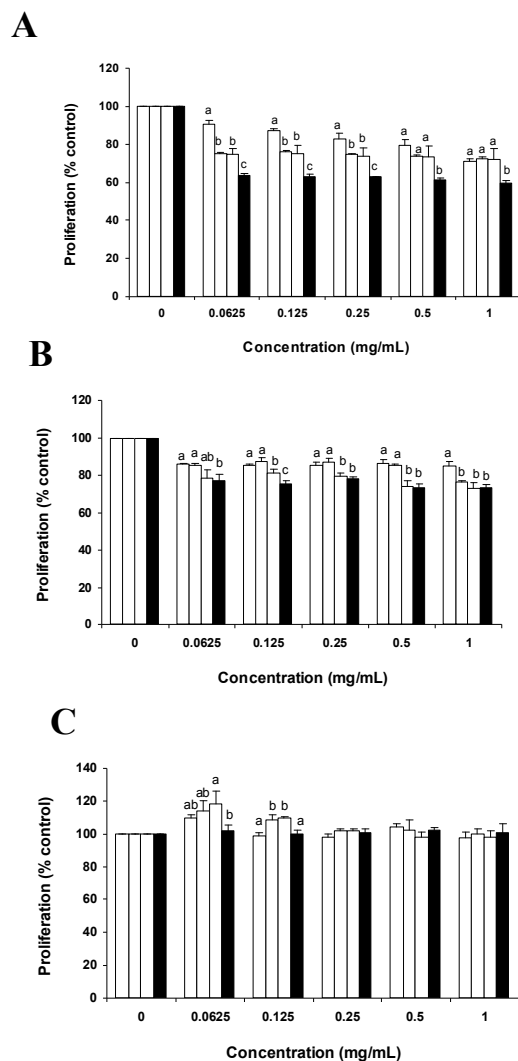 A
120
100
80
60
40
20
0
Proliferation (% control)
a b b c
a b b c
a b b c
a a a b
a a a b
0 0.0625 0.125 0.25 0.5 1
Concentration (mg/mL)
B
120
100
80
60
40
20
0
Proliferation (% control)
a a ab b
a a b c
a a b b
a a b b
a b b b
0 0.0625 0.125 0.25 0.5 1
Concentration (mg/mL)
C
140
120
100
80
60
40
20
0
Proliferation (% control)
ab ab a b
a b b a
0 0.0625 0.125 0.25 0.5 1
Concentration (mg/mL)